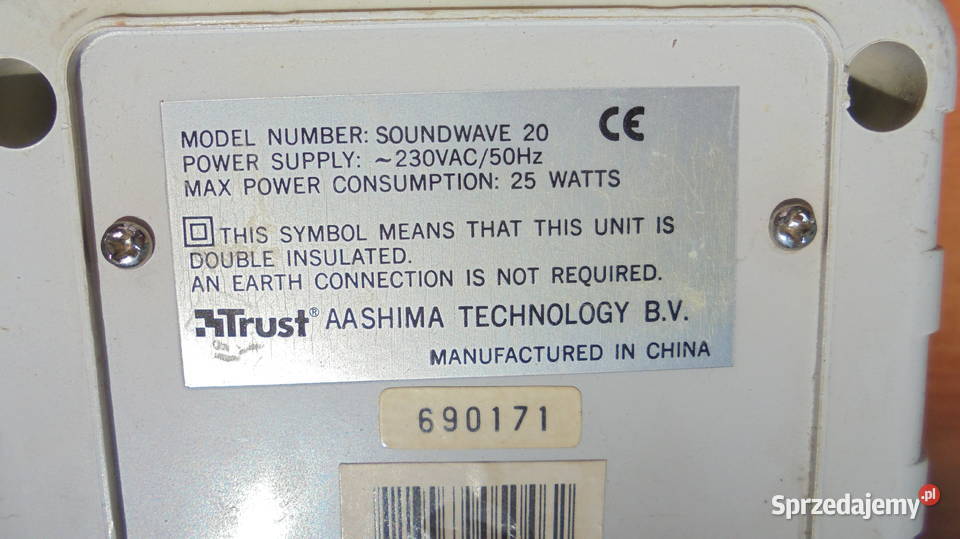 MODEL NUMBER: SOUNDWAVE 20 CE
POWER SUPPLY: ~230VAC/50Hz
MAX POWER CONSUMPTION: 25 WATTS
THIS SYMBOL MEANS THAT THIS UNIT IS
DOUBLE INSULATED.
AN EARTH CONNECTION IS NOT REQUIRED.
Trust® AASHIMA TECHNOLOGY B.V.
MANUFACTURED IN CHINA
690171
Sprzedajemy.pl